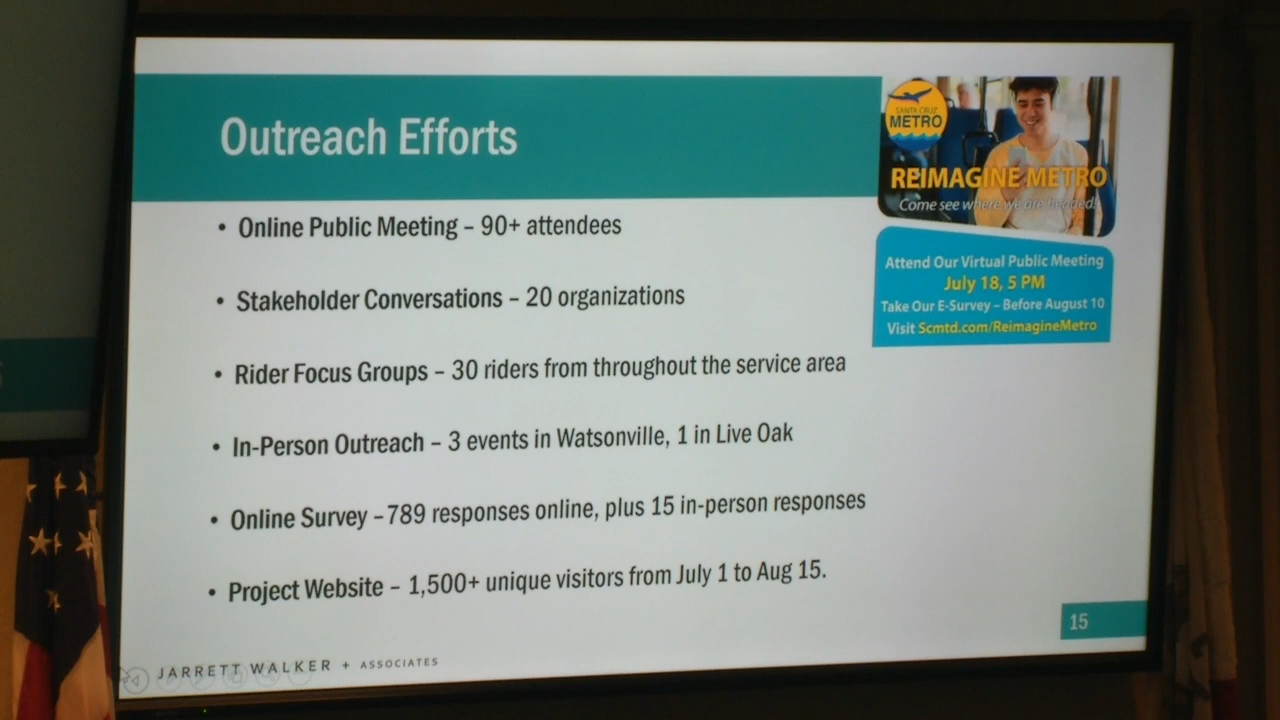 Outreach Efforts
SANTA CRUZ
METRO
REIMAGINE METRO
Come see where we are headed!
Attend Our Virtual Public Meeting
July 18, 5 PM
Take Our E-Survey – Before August 10
Visit Scmtd.com/ReimagineMetro
• Online Public Meeting – 90+ attendees
• Stakeholder Conversations – 20 organizations
• Rider Focus Groups – 30 riders from throughout the service area
• In-Person Outreach – 3 events in Watsonville, 1 in Live Oak
• Online Survey – 789 responses online, plus 15 in-person responses
• Project Website – 1,500+ unique visitors from July 1 to Aug 15.
15
JARRETT WALKER + ASSOCIATES